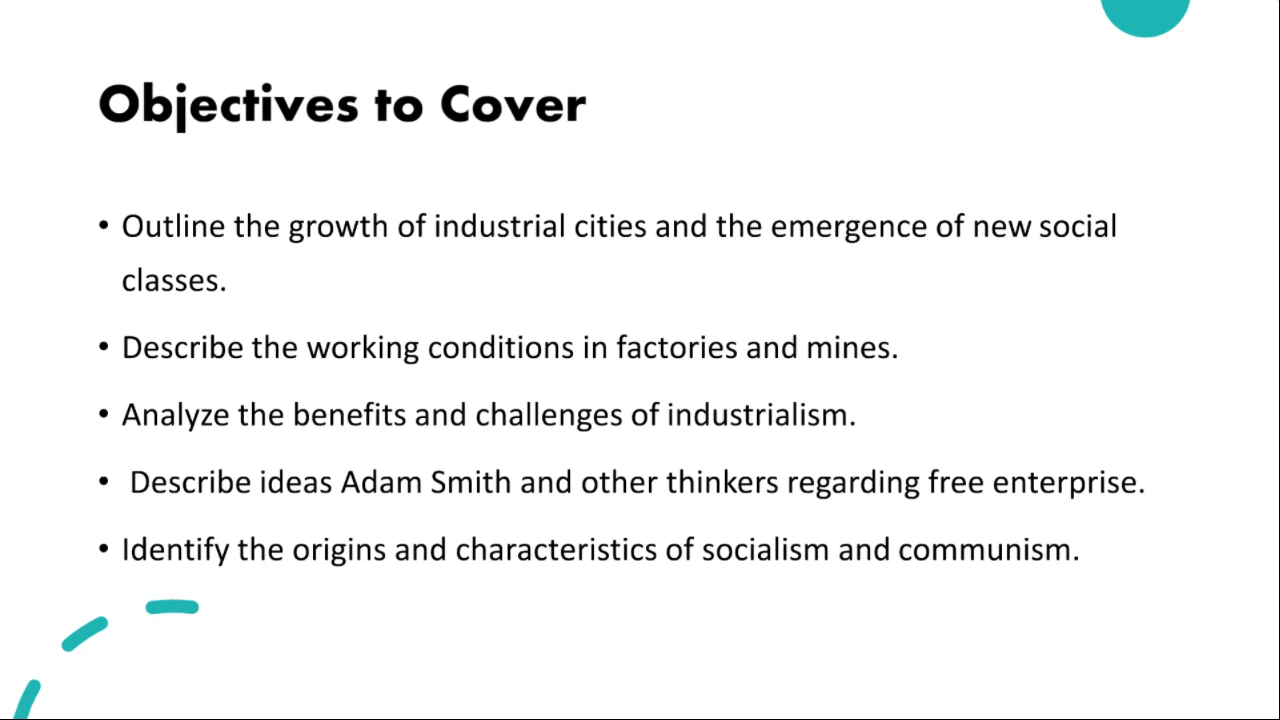 Objectives to Cover
• Outline the growth of industrial cities and the emergence of new social
classes.
• Describe the working conditions in factories and mines.
• Analyze the benefits and challenges of industrialism.
• Describe ideas Adam Smith and other thinkers regarding free enterprise.
• Identify the origins and characteristics of socialism and communism.